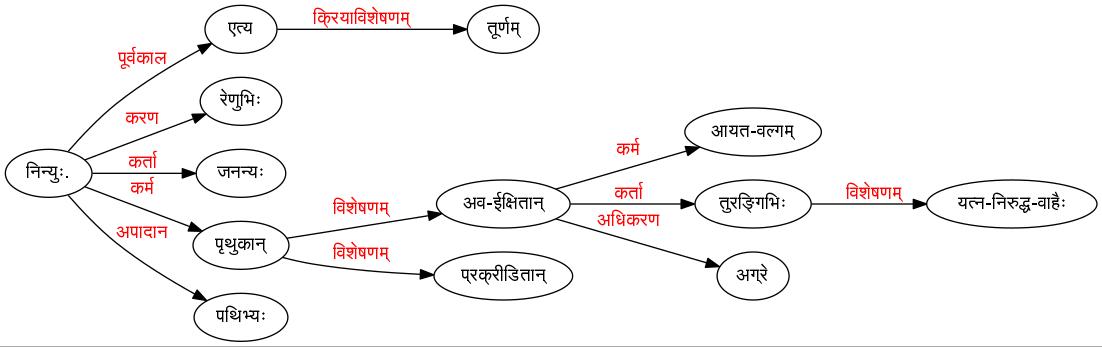 एत्य
क्रियाविशेषणम्
तूर्णम्
पूर्वकाल
रेणुभिः
करण
आयत-वल्गम्
कर्म
निन्युः.
कर्ता
जनन्यः
कर्म
विशेषणम्
अव-ईक्षितान्
कर्ता
तुरङ्गिभिः
विशेषणम्
यत्न-निरुद्ध-वाहैः
अधिकरण
अपादान
पृथुकान्
विशेषणम्
प्रक्रीडितान्
अग्रे
पथिभ्यः